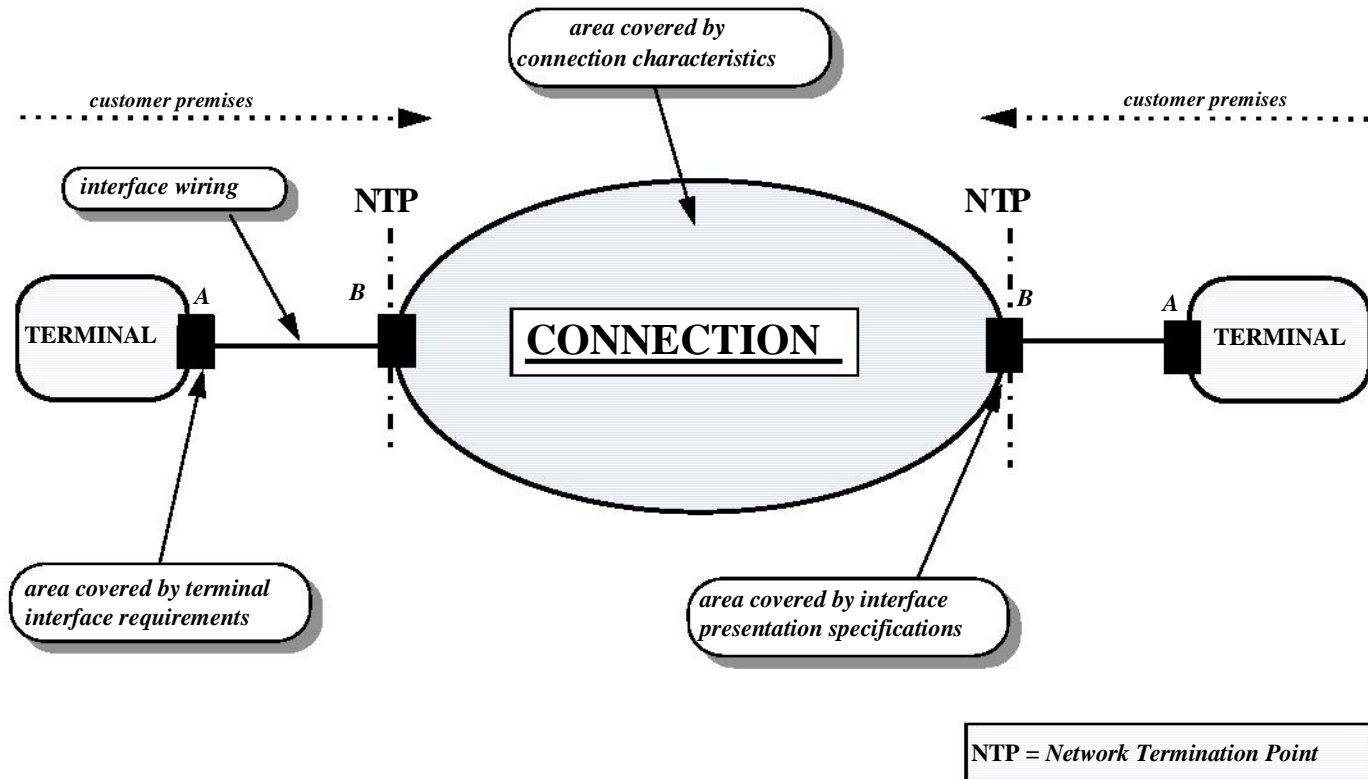 area covered by
connection characteristics
customer premises
customer premises
interface wiring
NTP
NTP
A
B
B
A
TERMINAL
CONNECTION
TERMINAL
area covered by terminal
interface requirements
area covered by interface
presentation specifications
NTP = Network Termination Point